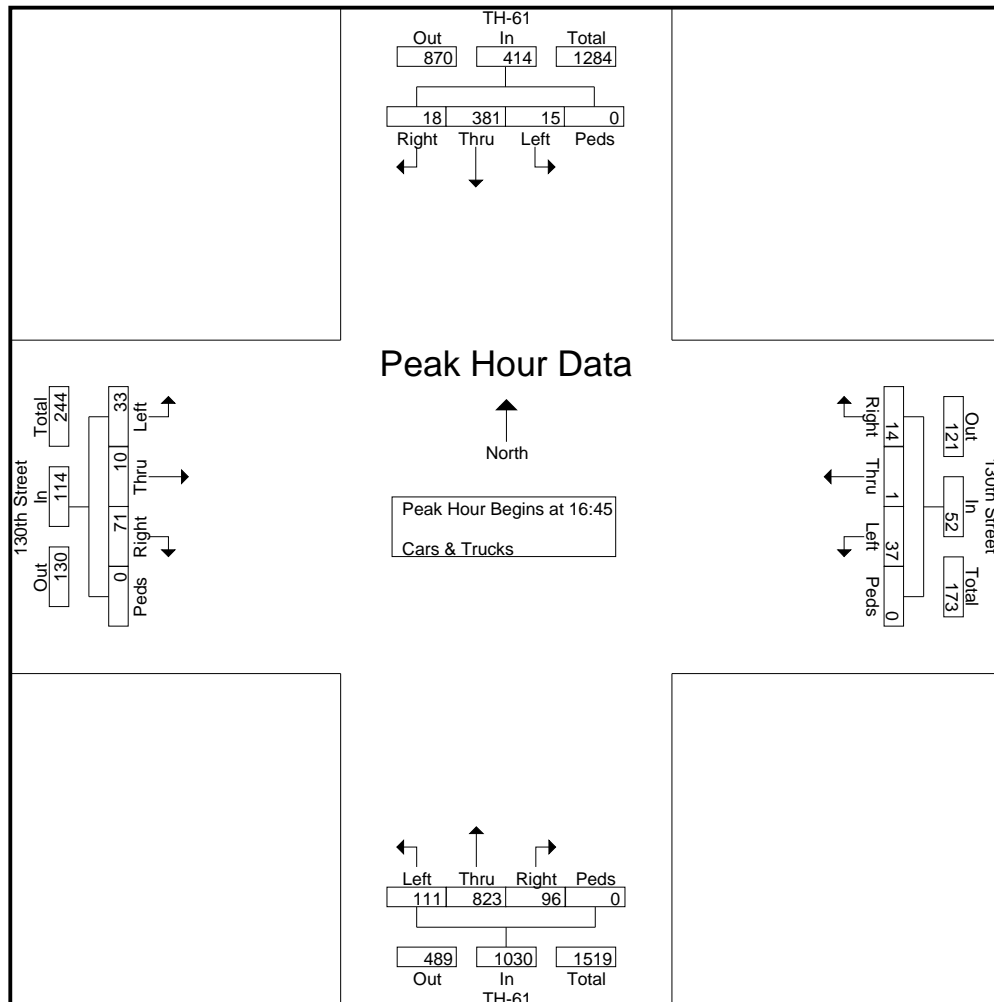 TH-61
Out In Total
870 414 1284
18 381 15 0
Right Thru Left Peds
Peak Hour Data
North
Peak Hour Begins at 16:45
Cars & Trucks
130th Street
Out In Total
130 114 244
Left Thru Right Peds
33 10 71 0
130th Street
Out In Total
121 52 173
14 1 37 0
Right Thru Left Peds
Left Thru Right Peds
111 823 96 0
489 1030 1519
Out In Total
TH-61